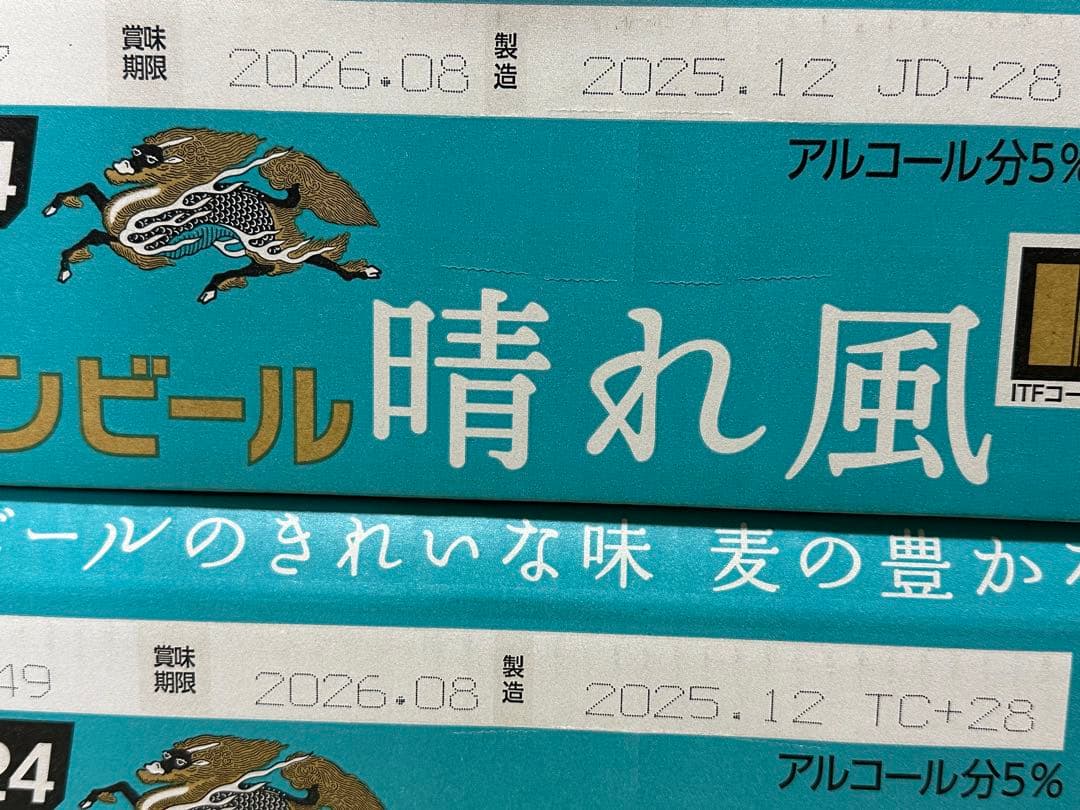 賞味期限 2026.08 製造 2025.12 JD+28
アルコール分5%
晴れ風
ンビール
ITFコー
ビールのきれいな味 麦の豊か
49 賞味期限 2026.08 製造 2025.12 TC+28
24
アルコール分5%